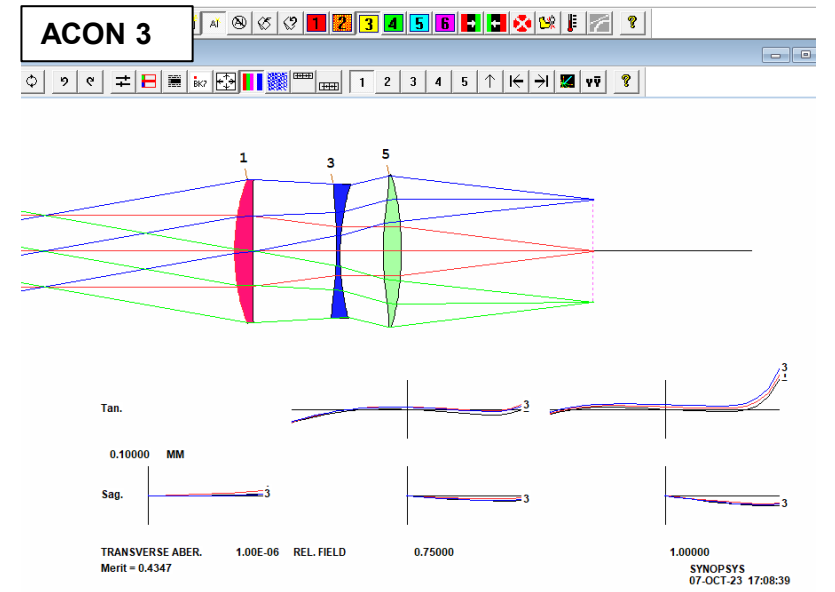 ACON 3
AI 1 2 3 4 5 6 ?
BK7 1 2 3 4 5 ?
1 3 5
3
Tan. 3
0.10000 MM
Sag. 3 3 3
TRANSVERSE ABER. 1.00E-06 REL. FIELD 0.75000 1.00000
Merit = 0.4347 SYNOPSYS
07-OCT-23 17:08:39